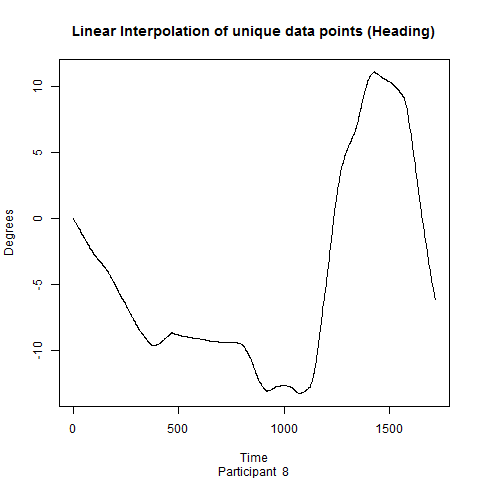 Linear Interpolation of unique data points (Heading)
10
5
0
-5
-10
Degrees
0 500 1000 1500
Time
Participant 8